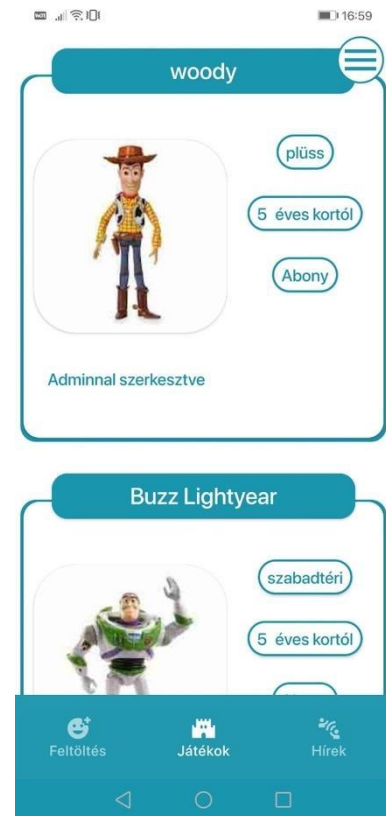 16:59
woody
plüss
5 éves kortól
Abony
Adminnal szerkesztve
Buzz Lightyear
szabadtéri
5 éves kortól
Feltöltés
Játékok
Hírek